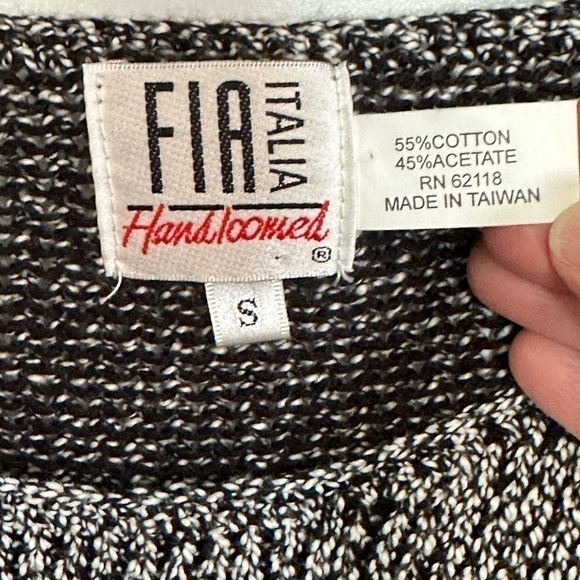 FIA ITALIA
Handloomed
®
S
55%COTTON
45%ACETATE
RN 62118
MADE IN TAIWAN